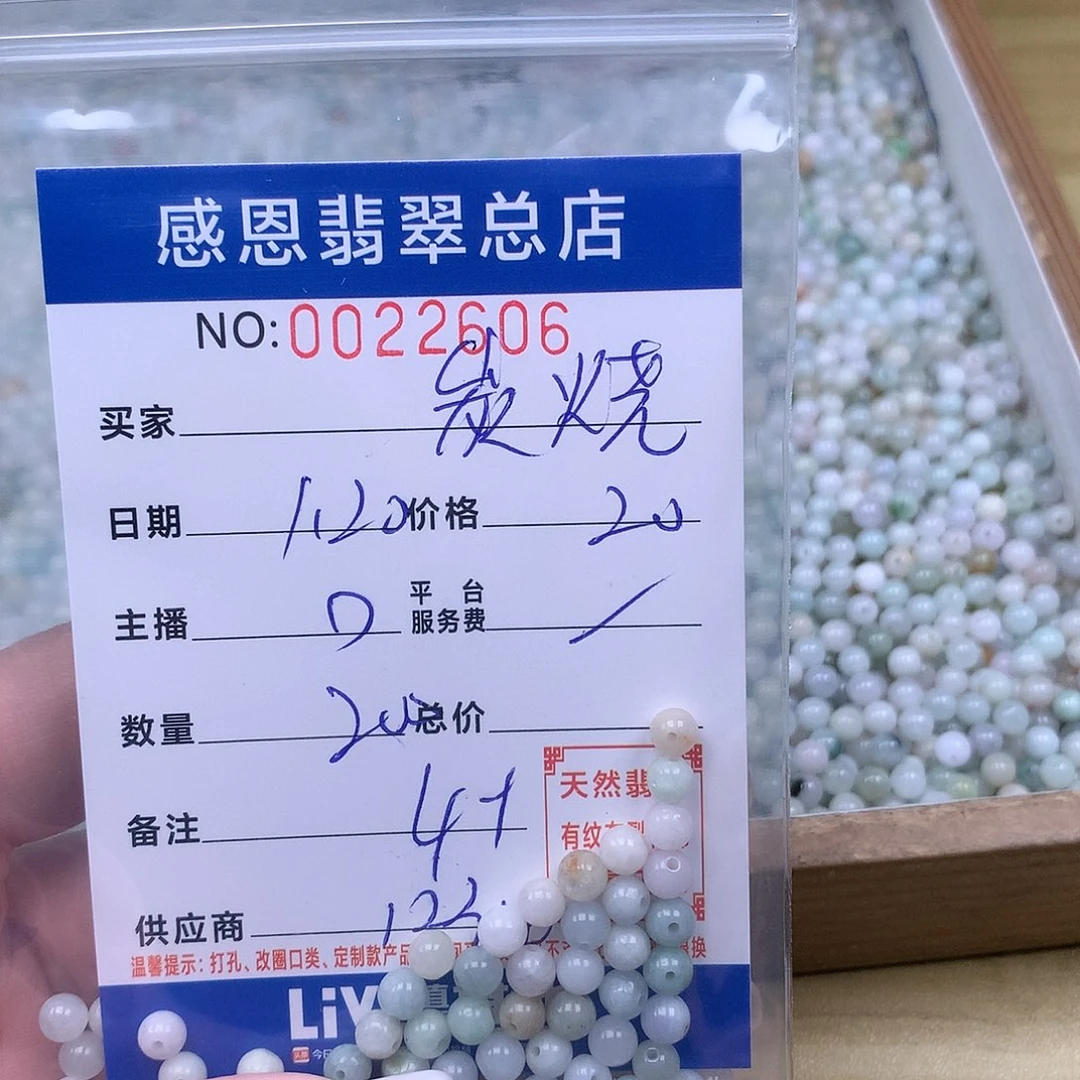 感恩翡翠总店
NO:0022606
买家 炭烧
日期 1.20 价格 20
主播 平台服务费 /
数量 20 总价
备注
天然翡
有纹
供应商
温馨提示：打孔、改圈口类、定制款产品
换
LiV